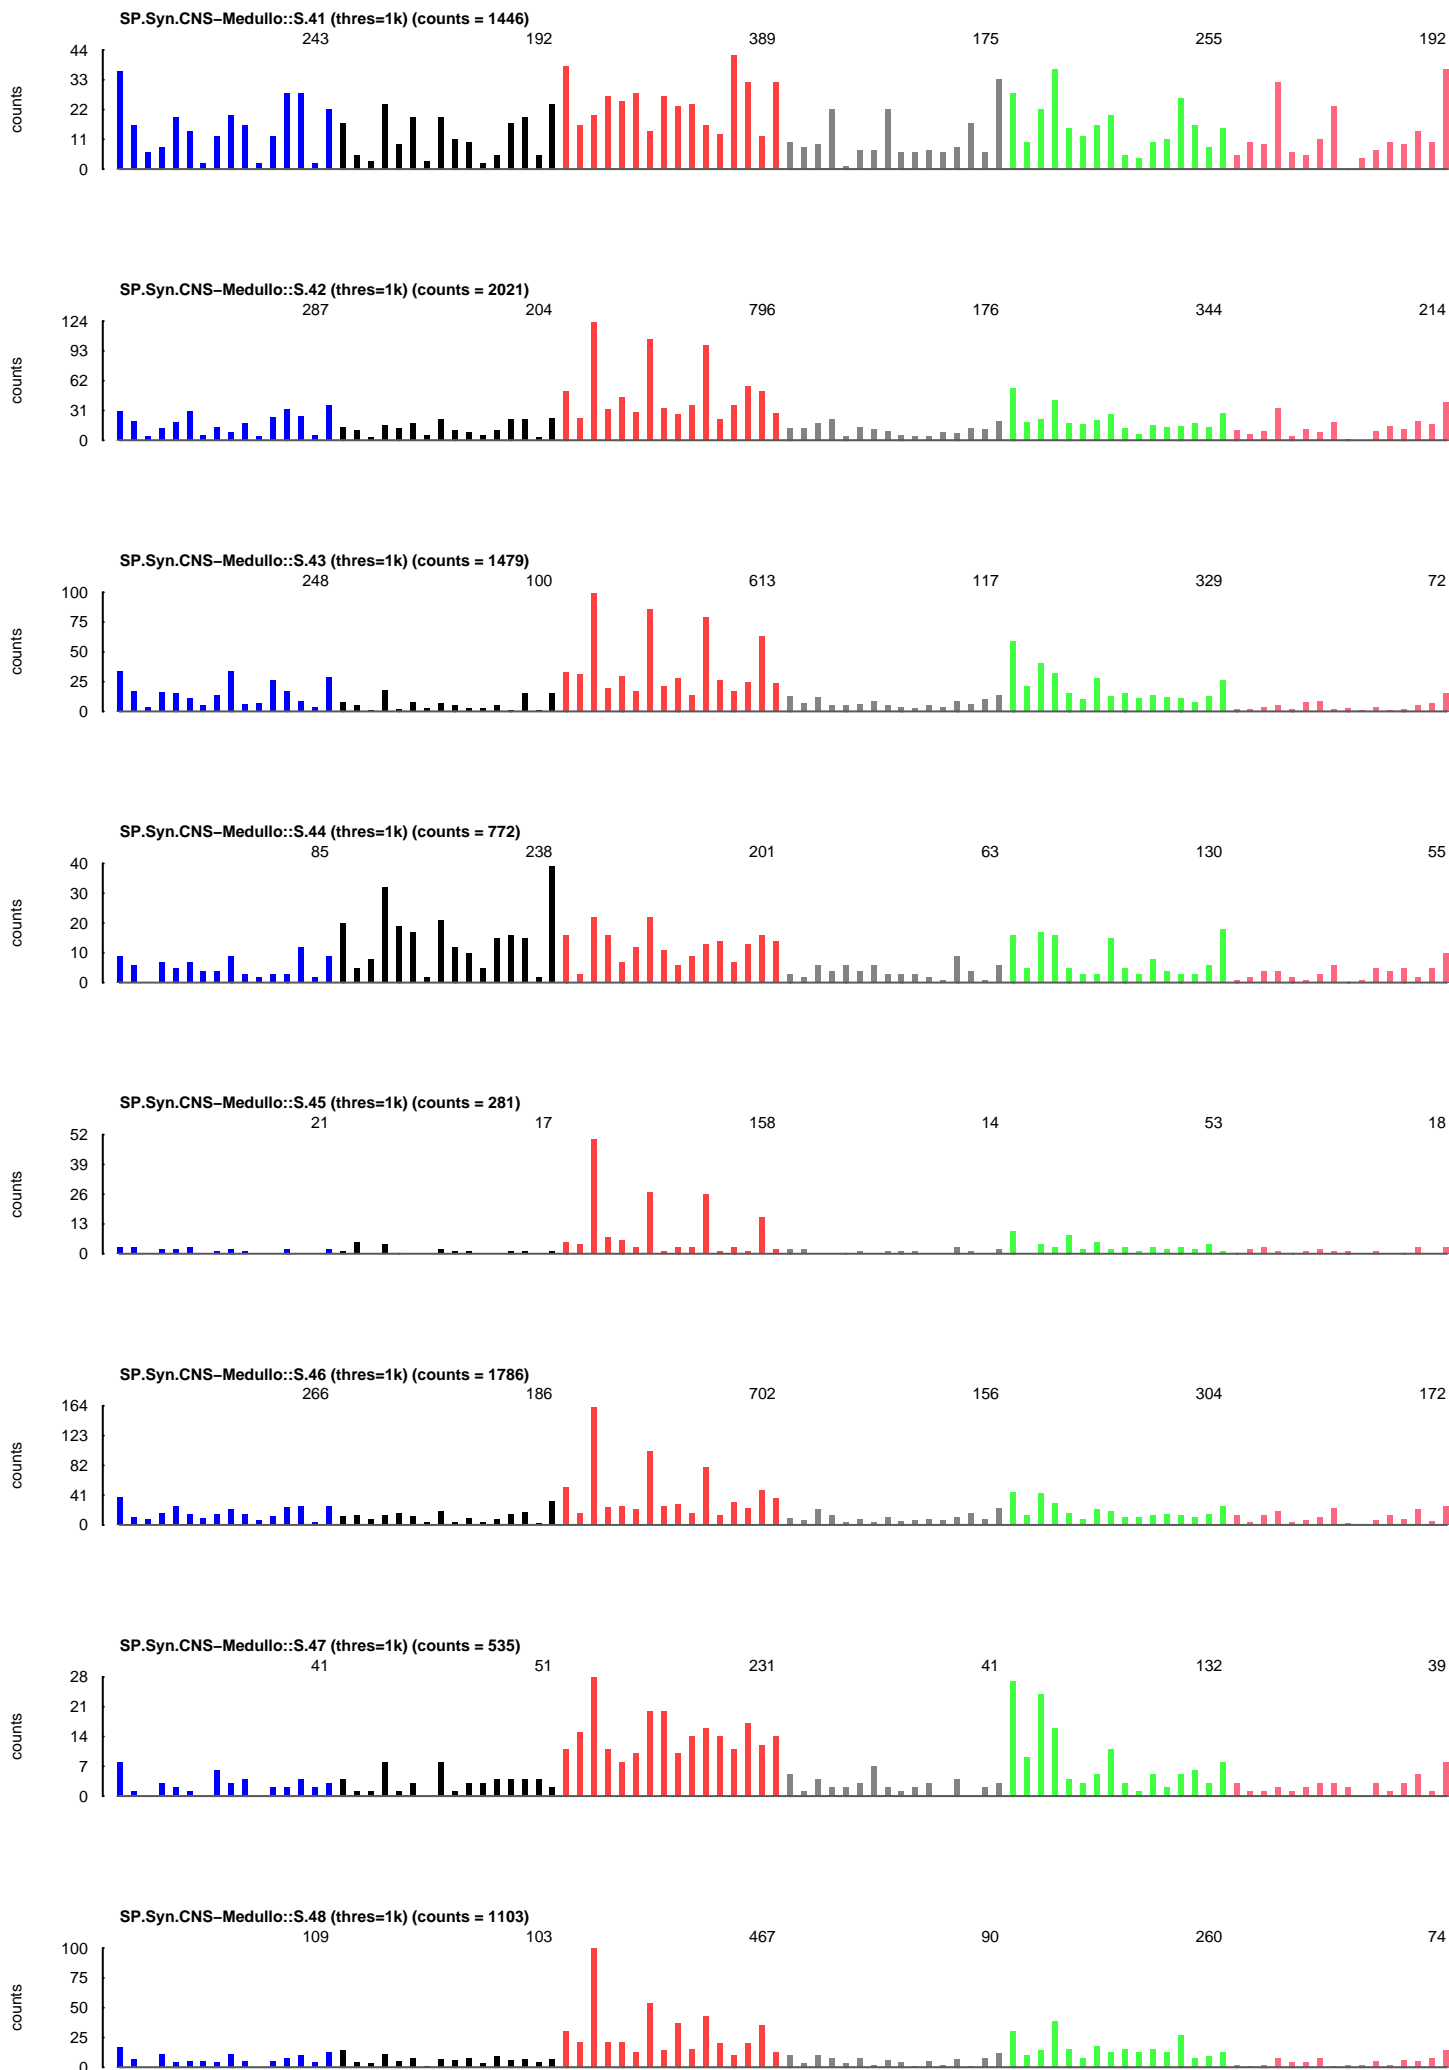 SP.Syn.CNS−Medullo::S.41 (thres=1k) (counts = 1446)
243 192 389 175 255 192
44
33
22
11
0
counts
SP.Syn.CNS−Medullo::S.42 (thres=1k) (counts = 2021)
287 204 796 176 344 214
124
93
62
31
0
counts
SP.Syn.CNS−Medullo::S.43 (thres=1k) (counts = 1479)
248 100 613 117 329 72
100
75
50
25
0
counts
SP.Syn.CNS−Medullo::S.44 (thres=1k) (counts = 772)
85 238 201 63 130 55
40
30
20
10
0
counts
SP.Syn.CNS−Medullo::S.45 (thres=1k) (counts = 281)
21 17 158 14 53 18
52
39
26
13
0
counts
SP.Syn.CNS−Medullo::S.46 (thres=1k) (counts = 1786)
266 186 702 156 304 172
164
123
82
41
0
counts
SP.Syn.CNS−Medullo::S.47 (thres=1k) (counts = 535)
41 51 231 41 132 39
28
21
14
7
0
counts
SP.Syn.CNS−Medullo::S.48 (thres=1k) (counts = 1103)
109 103 467 90 260 74
100
75
50
25
0
counts